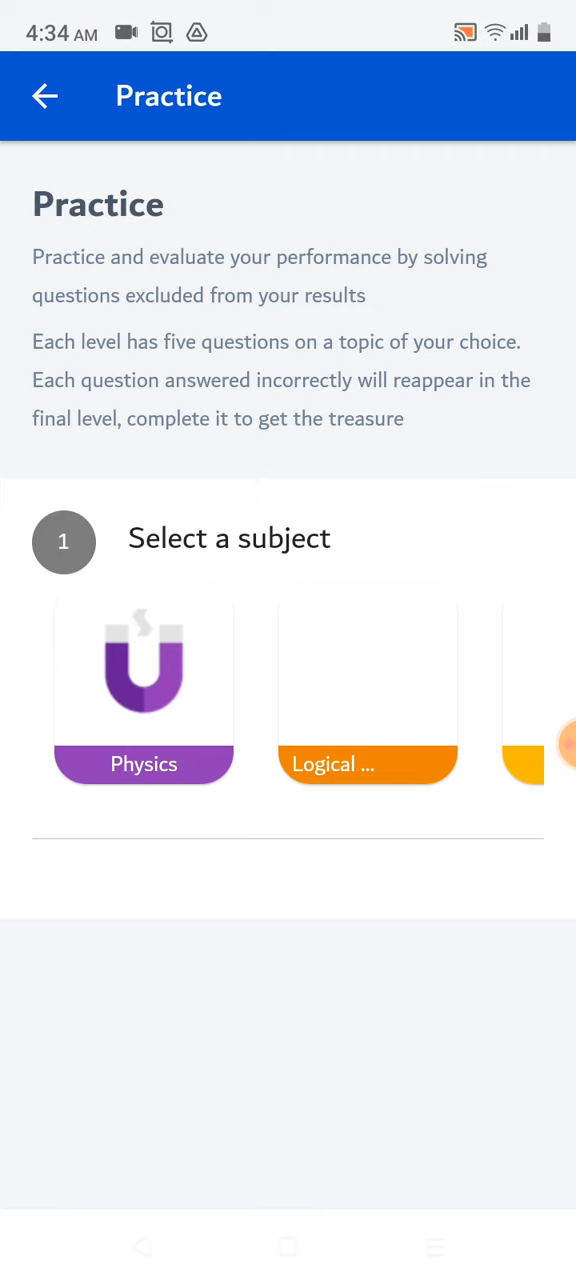 4:34 AM
Practice
Practice
Practice and evaluate your performance by solving
questions excluded from your results
Each level has five questions on a topic of your choice.
Each question answered incorrectly will reappear in the
final level, complete it to get the treasure
1 Select a subject
Physics Logical ...